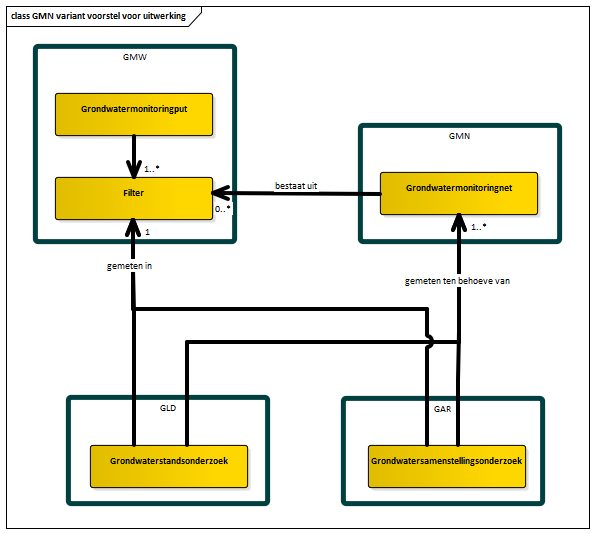 class GMN variant voorstel voor uitwerking
GMW
Grondwatermonitoringput
1..*
Filter
0..*
1
bestaat uit
GMN
Grondwatermonitoringnet
1..*
gemeten in
gemeten ten behoeve van
GLD
Grondwaterstandsonderzoek
GAR
Grondwatersamenstellingsonderzoek